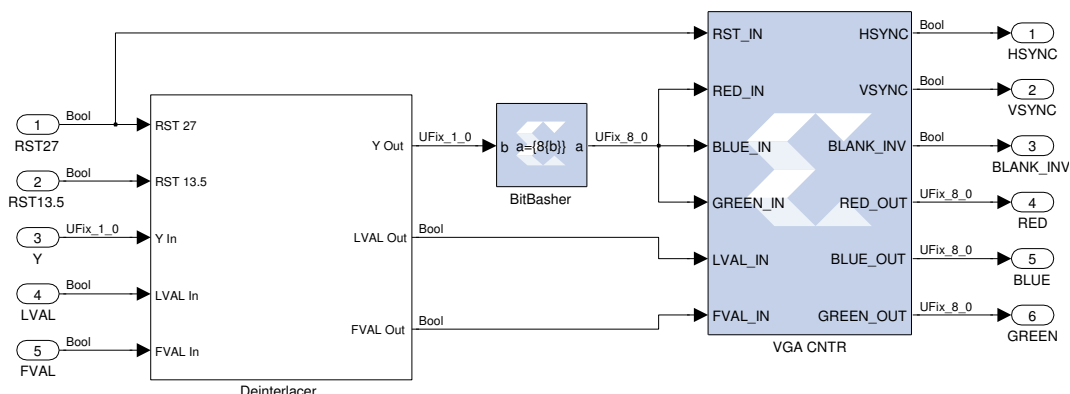 1
RST27
Bool
2
RST13.5
Bool
3
Y
UFix_1_0
4
LVAL
Bool
5
FVAL
Bool
RST 27
RST 13.5
Y In
LVAL In
FVAL In
Y Out
LVAL Out
FVAL Out
Deinterlacer
UFix_1_0
Bool
Bool
b a={8{b}} a
BitBasher
UFix_8_0
RST_IN
RED_IN
BLUE_IN
GREEN_IN
LVAL_IN
FVAL_IN
HSYNC
VSYNC
BLANK_INV
RED_OUT
BLUE_OUT
GREEN_OUT
VGA CNTR
Bool
1
HSYNC
Bool
2
VSYNC
Bool
3
BLANK_INV
UFix_8_0
4
RED
UFix_8_0
5
BLUE
UFix_8_0
6
GREEN